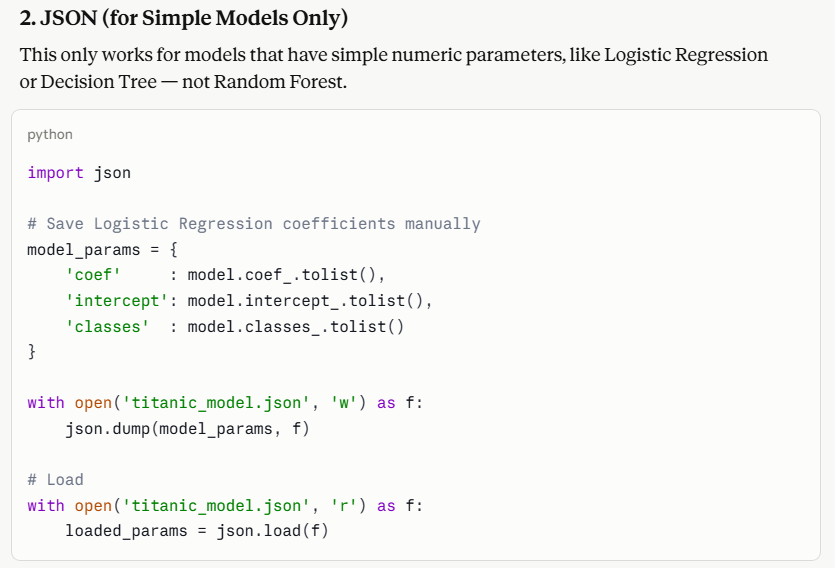 2. JSON (for Simple Models Only)
This only works for models that have simple numeric parameters, like Logistic Regression
or Decision Tree — not Random Forest.
python
import json
# Save Logistic Regression coefficients manually
model_params = {
    'coef'     : model.coef_.tolist(),
    'intercept': model.intercept_.tolist(),
    'classes'  : model.classes_.tolist()
}
with open('titanic_model.json', 'w') as f:
    json.dump(model_params, f)
# Load
with open('titanic_model.json', 'r') as f:
    loaded_params = json.load(f)